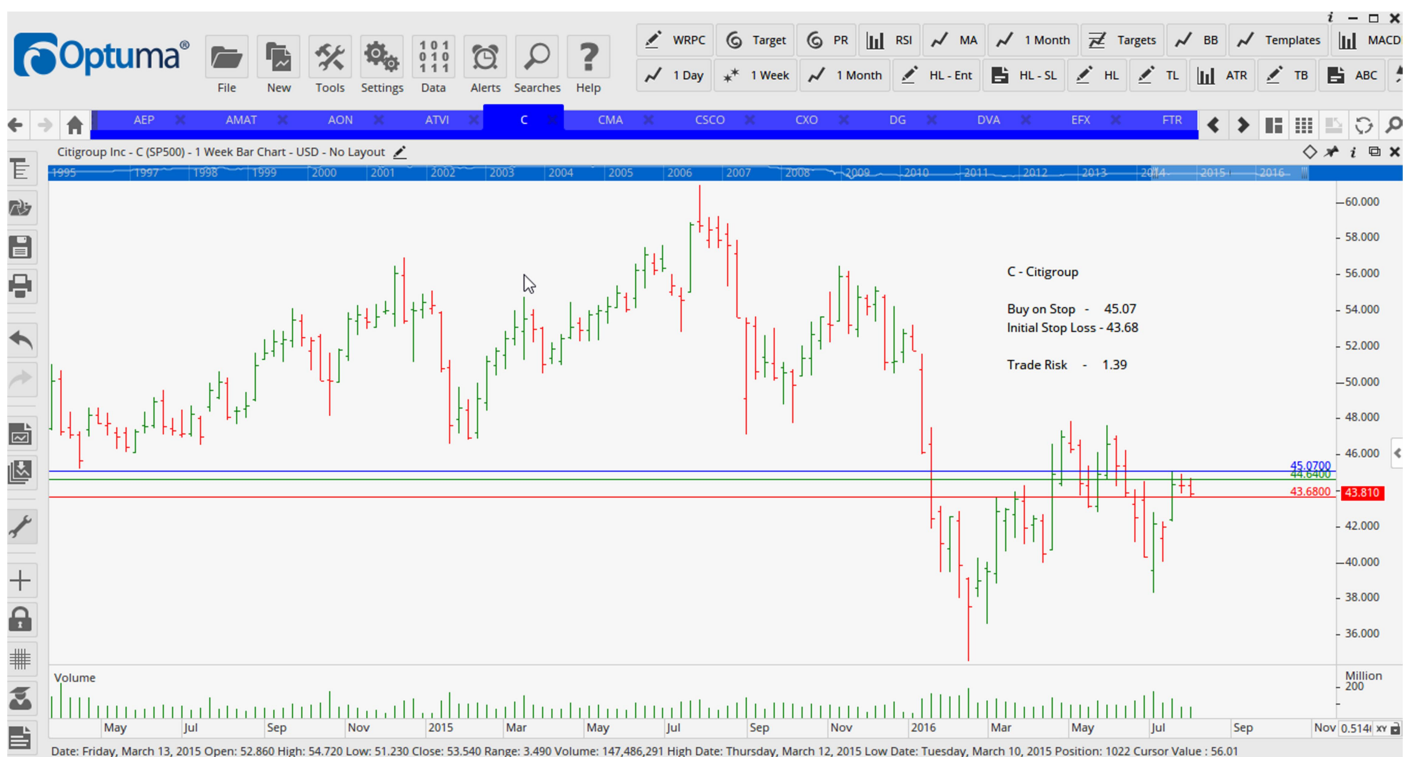 Optuma®
File
New
Tools
Settings
101
010
111
Data
Alerts
Searches
?
Help
WRPC
Target
PR
RSI
MA
1 Month
Targets
BB
Templates
MACD
1 Day
1 Week
1 Month
HL - Ent
HL - SL
HL
TL
ATR
TB
ABC
AEP
AMAT
AON
ATVI
C
CMA
CSCO
CXO
DG
DVA
EFX
FTR
Citigroup Inc - C (SP500) - 1 Week Bar Chart - USD - No Layout
1995 1997 1998 1999 2000 2001 2002 2003 2004 2005 2006 2007 2008 2009 2010 2011 2012 2013 2014 2015 2016
60.000
58.000
56.000
54.000
52.000
50.000
48.000
46.000
42.000
40.000
38.000
36.000
C - Citigroup
Buy on Stop - 45.07
Initial Stop Loss - 43.68
Trade Risk - 1.39
45.0700
44.6400
43.6800
43.810
Volume
Million
200
May Jul Sep Nov 2015 Mar May Jul Sep Nov 2016 Mar May Jul Sep Nov
XY
Date: Friday, March 13, 2015 Open: 52.860 High: 54.720 Low: 51.230 Close: 53.540 Range: 3.490 Volume: 147,486,291 High Date: Thursday, March 12, 2015 Low Date: Tuesday, March 10, 2015 Position: 1022 Cursor Value : 56.01